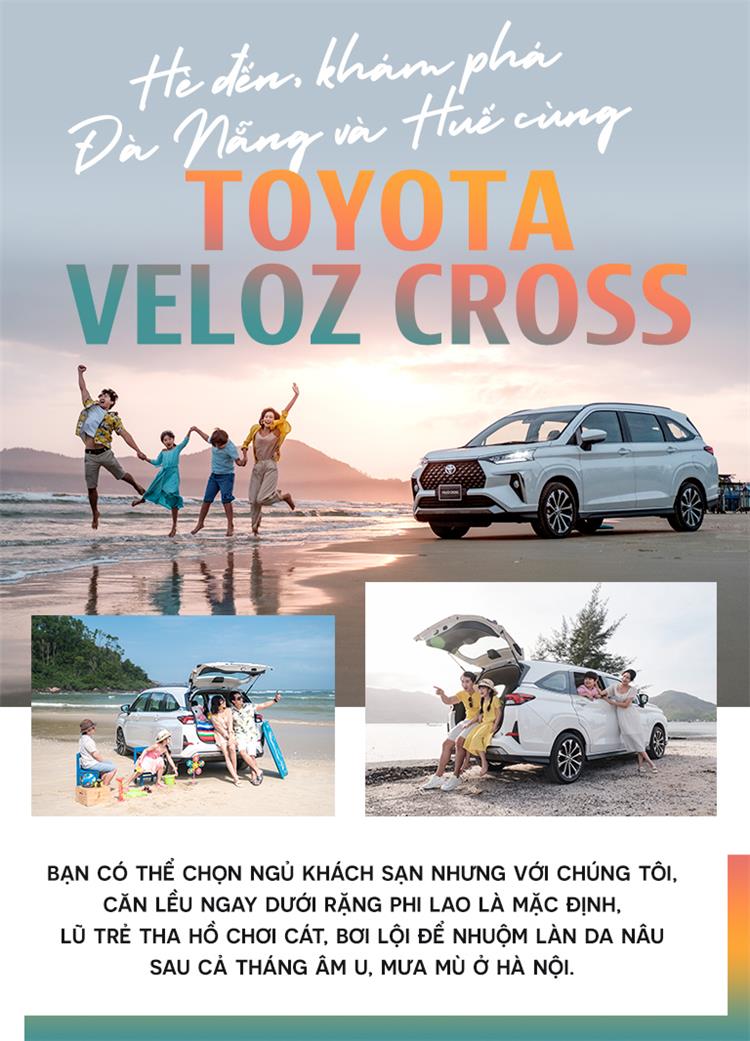 Hè đến, khám phá
Đà Nẵng và Huế cùng
TOYOTA
VELOZ CROSS
VELOZ CROSS
BẠN CÓ THỂ CHỌN NGỦ KHÁCH SẠN NHƯNG VỚI CHÚNG TÔI,
CĂN LỀU NGAY DƯỚI RẶNG PHI LAO LÀ MẶC ĐỊNH,
LŨ TRẺ THA HỒ CHƠI CÁT, BƠI LỘI ĐỂ NHUỘM LÀN DA NÂU
SAU CẢ THÁNG ÂM U, MƯA MÙ Ở HÀ NỘI.